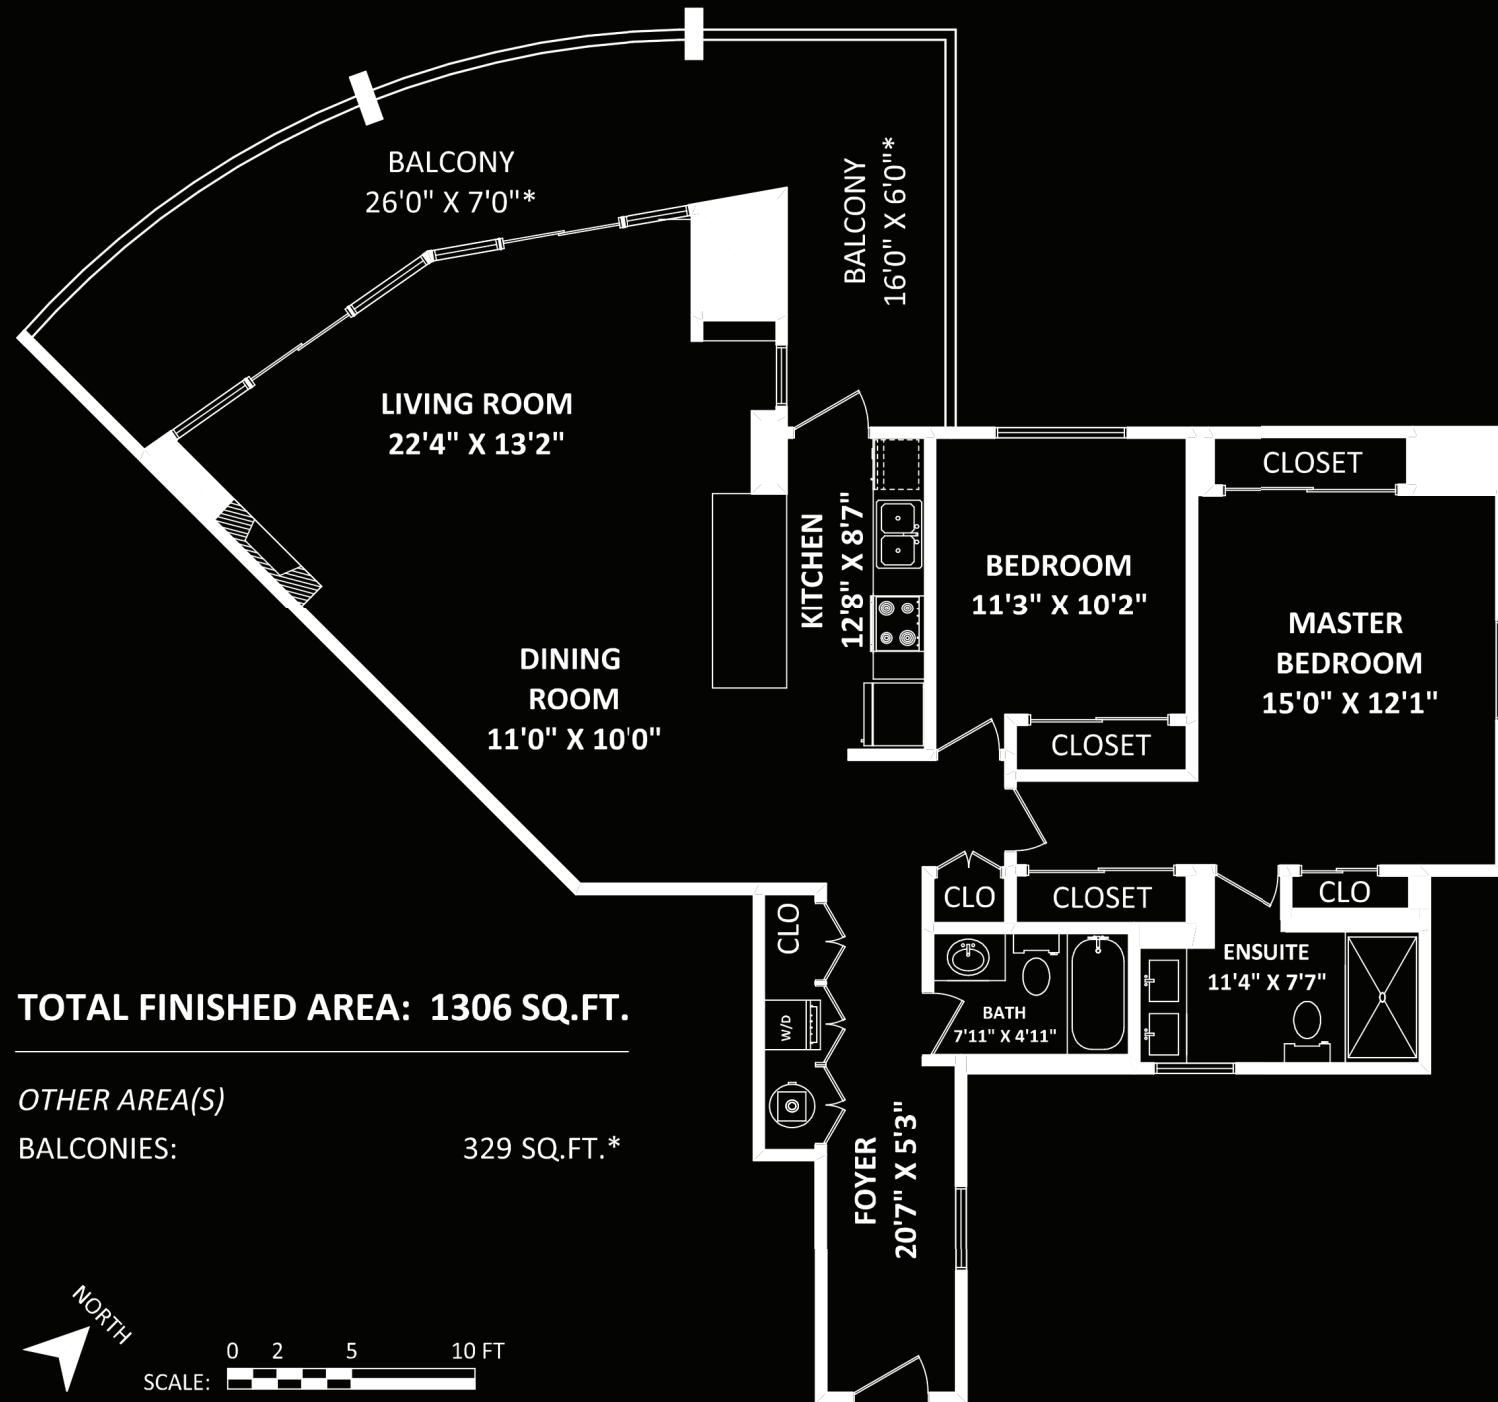 BALCONY
26'0" X 7'0"*
BALCONY
16'0" X 6'0"*
LIVING ROOM
22'4" X 13'2"
CLOSET
KITCHEN
12'8" X 8'7"
BEDROOM
11'3" X 10'2"
MASTER
BEDROOM
15'0" X 12'1"
DINING
ROOM
11'0" X 10'0"
CLOSET
CLO
CLOSET
CLO
CLO
ENSUITE
11'4" X 7'7"
BATH
7'11" X 4'11"
W/D
TOTAL FINISHED AREA: 1306 SQ.FT.
OTHER AREA(S)
BALCONIES: 329 SQ.FT.*
FOYER
20'7" X 5'3"
NORTH
0 2 5 10 FT
SCALE: